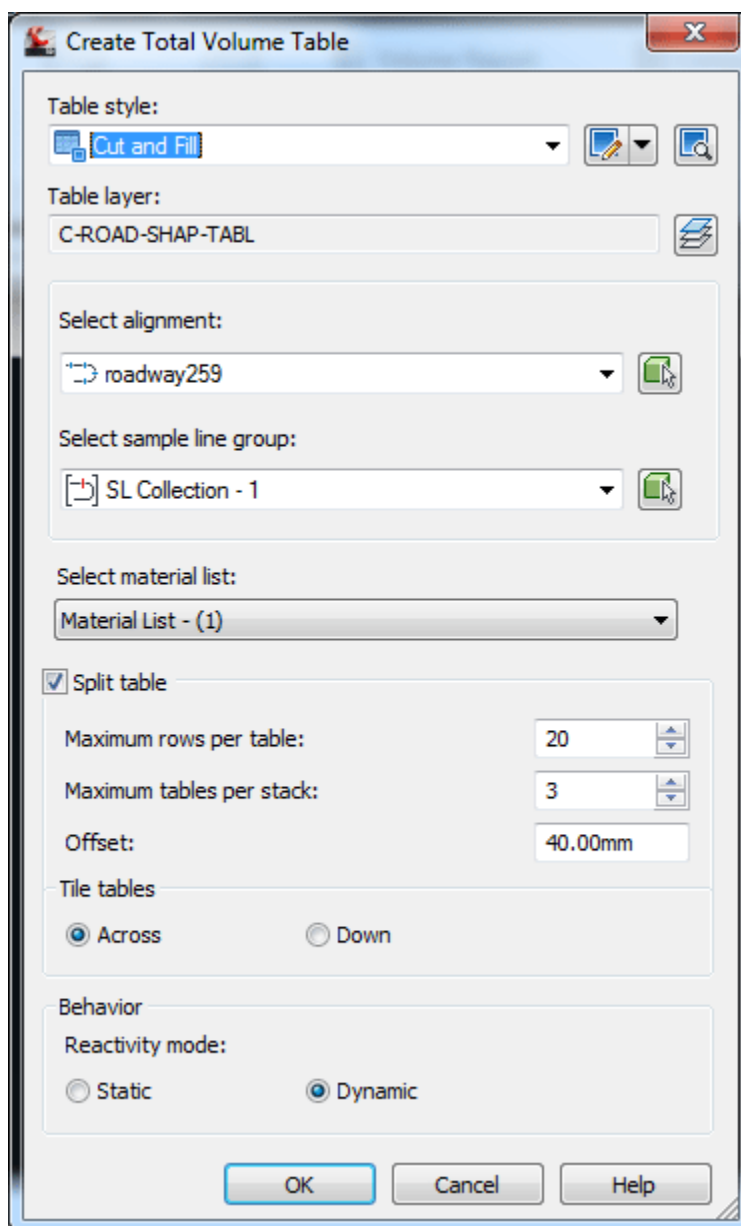 Create Total Volume Table
Table style:
Cut and Fill
Table layer:
C-ROAD-SHAP-TABL
Select alignment:
roadway259
Select sample line group:
SL Collection - 1
Select material list:
Material List - (1)
Split table
Maximum rows per table: 20
Maximum tables per stack: 3
Offset: 40.00mm
Tile tables
Across Down
Behavior
Reactivity mode:
Static Dynamic
OK Cancel Help